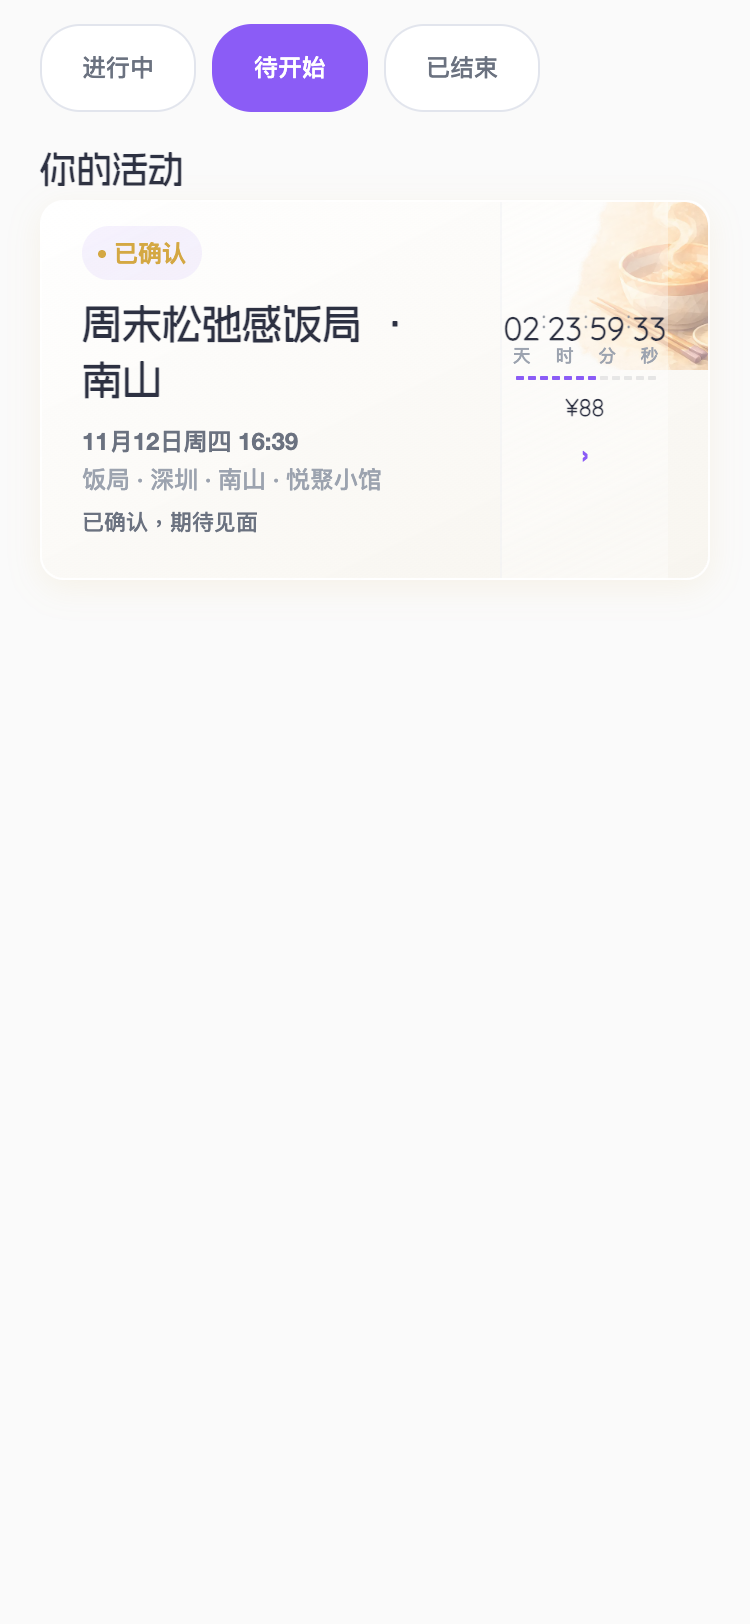 进行中 待开始 已结束
你的活动
• 已确认
周末松弛感饭局 ·
南山
11月12日周四 16:39
饭局 · 深圳 · 南山 · 悦聚小馆
已确认，期待见面
02:23:59:33
天 时 分 秒
¥88
›